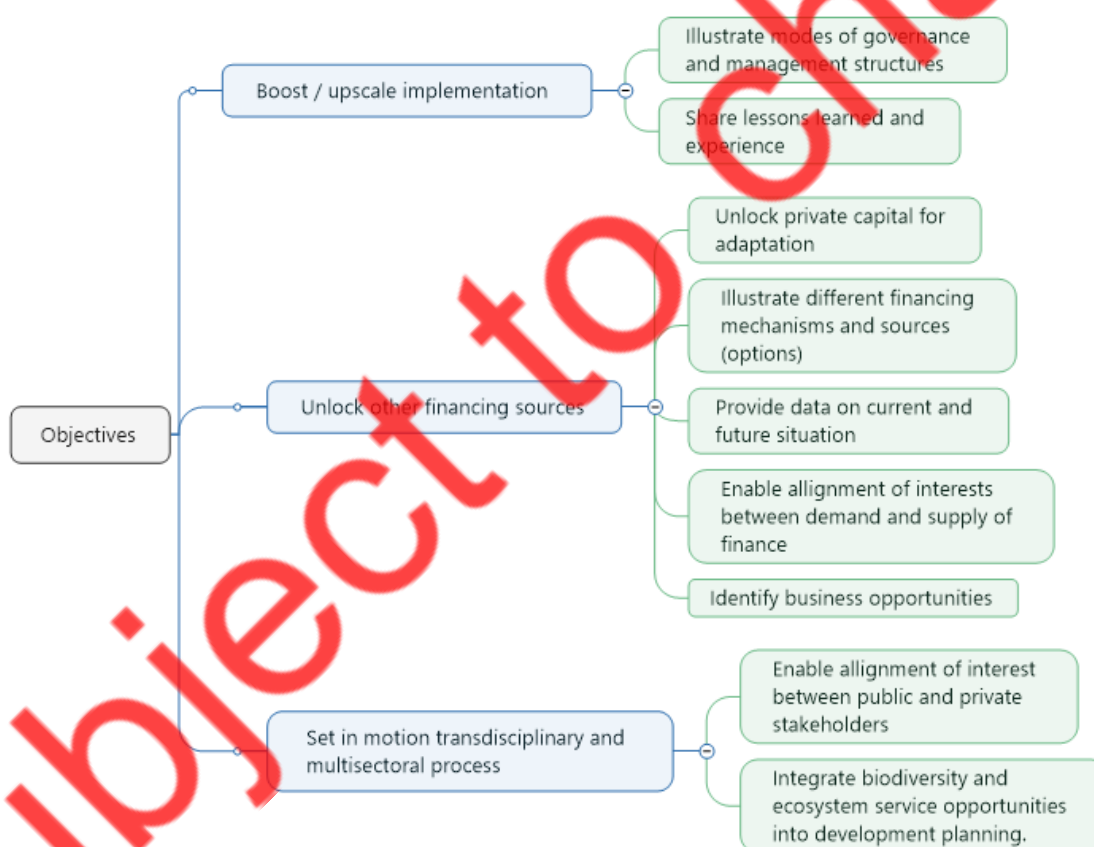 Objectives
Boost / upscale implementation
Illustrate modes of governance
and management structures
Share lessons learned and
experience
Unlock other financing sources
Unlock private capital for
adaptation
Illustrate different financing
mechanisms and sources
(options)
Provide data on current and
future situation
Enable allignment of interests
between demand and supply of
finance
Identify business opportunities
Set in motion transdisciplinary and
multisectoral process
Enable allignment of interest
between public and private
stakeholders
Integrate biodiversity and
ecosystem service opportunities
into development planning.
ubject to cha